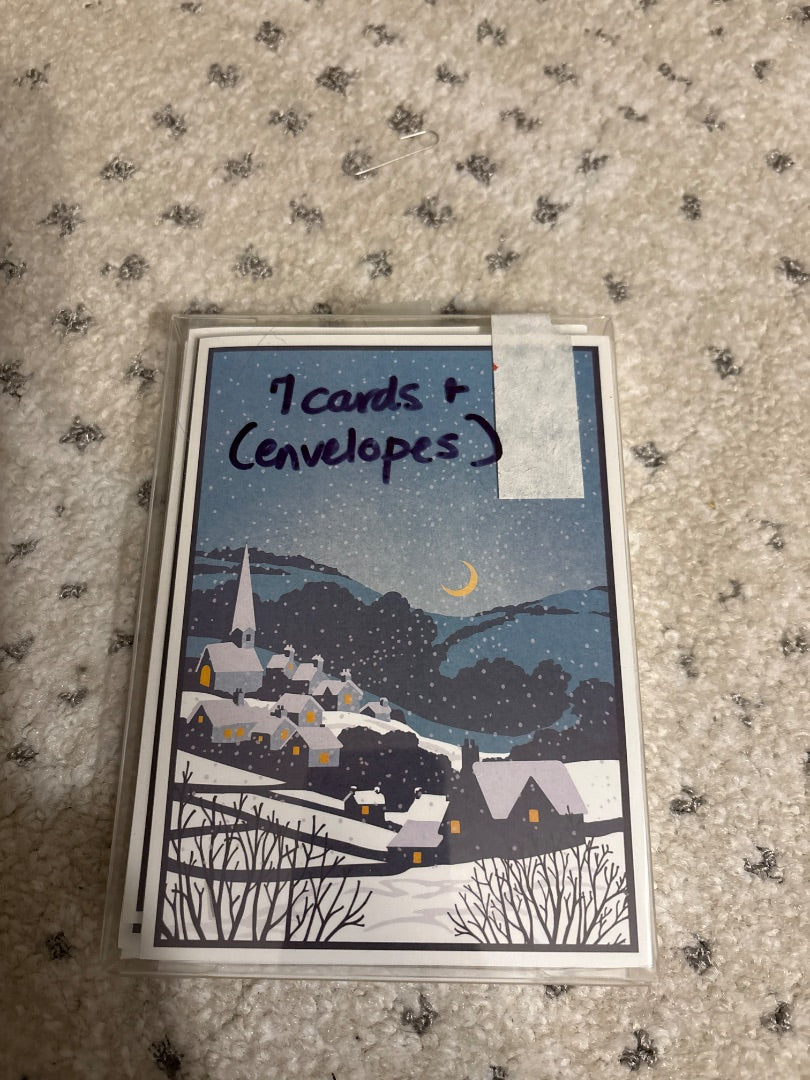 7 cards +
(envelopes)